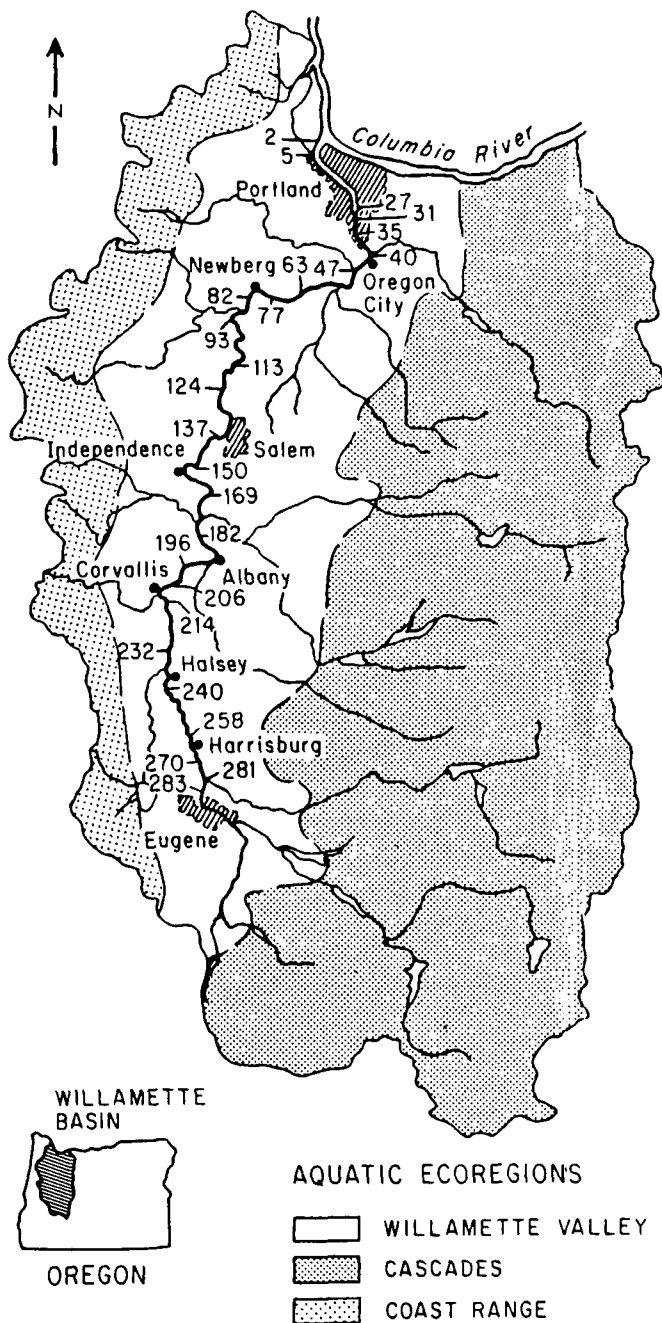 N
Columbia River
2
5
Portland
27
31
35
40
Oregon
City
Newberg
63
47
82
77
93
113
124
137
Salem
Independence
150
169
182
196
Albany
Corvallis
206
214
232
Halsey
240
258
Harrisburg
270
281
283
Eugene
WILLAMETTE
BASIN
OREGON
AQUATIC ECOREGIONS
WILLAMETTE VALLEY
CASCADES
COAST RANGE